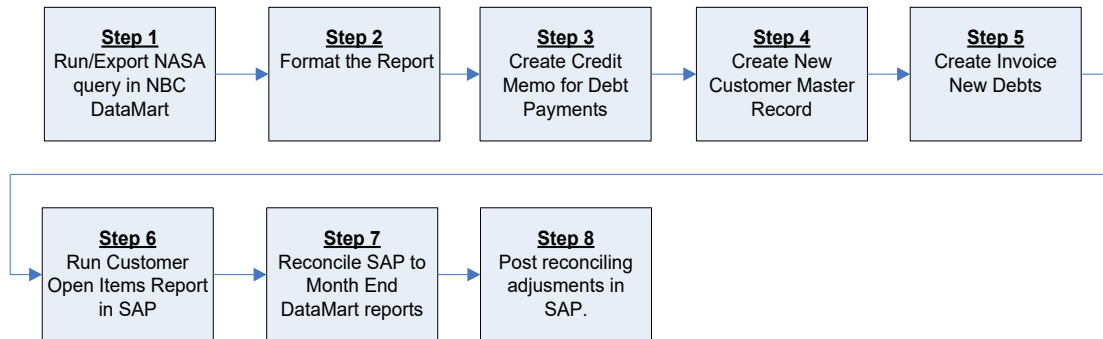 Step 1
Run/Export NASA
query in NBC
DataMart
Step 2
Format the Report
Step 3
Create Credit
Memo for Debt
Payments
Step 4
Create New
Customer Master
Record
Step 5
Create Invoice
New Debts
Step 6
Run Customer
Open Items Report
in SAP
Step 7
Reconcile SAP to
Month End
DataMart reports
Step 8
Post reconciling
adjusments in
SAP.